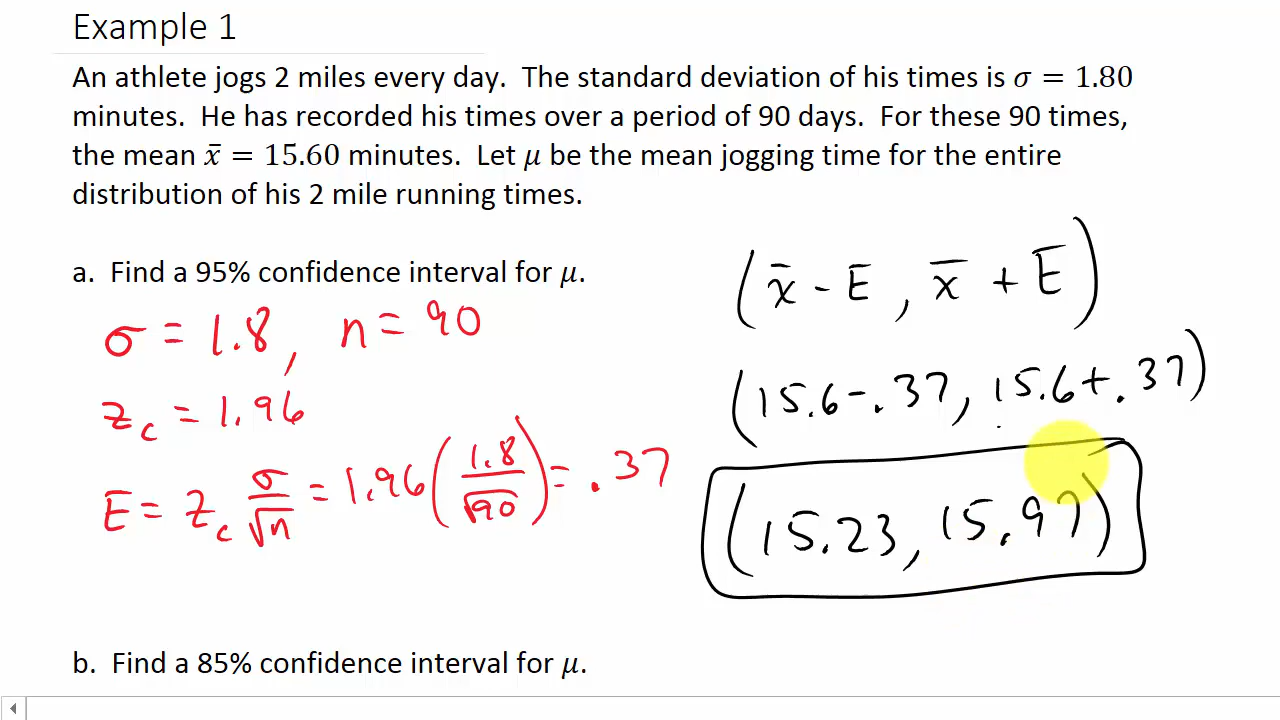 Example 1
An athlete jogs 2 miles every day. The standard deviation of his times is σ = 1.80
minutes. He has recorded his times over a period of 90 days. For these 90 times,
the mean x̄ = 15.60 minutes. Let μ be the mean jogging time for the entire
distribution of his 2 mile running times.
a. Find a 95% confidence interval for μ.
σ = 1.8, n = 90
z_c = 1.96
E = z_c σ/√n = 1.96 (1.8/√90) = .37
(x̄ - E, x̄ + E)
(15.6 - .37, 15.6 + .37)
(15.23, 15.97)
b. Find a 85% confidence interval for μ.